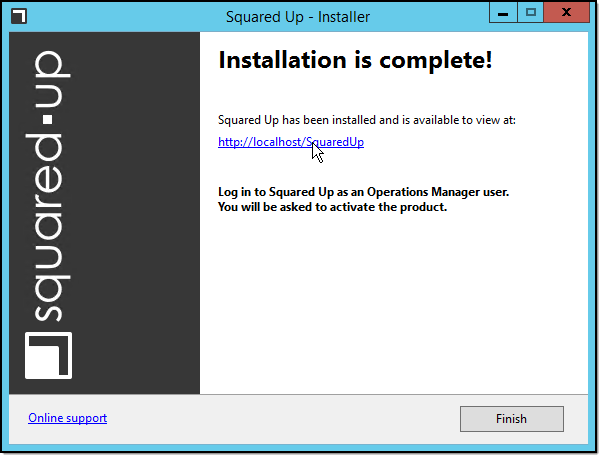 Squared Up - Installer
squared·up
Installation is complete!
Squared Up has been installed and is available to view at:
http://localhost/SquaredUp
Log in to Squared Up as an Operations Manager user.
You will be asked to activate the product.
Online support
Finish